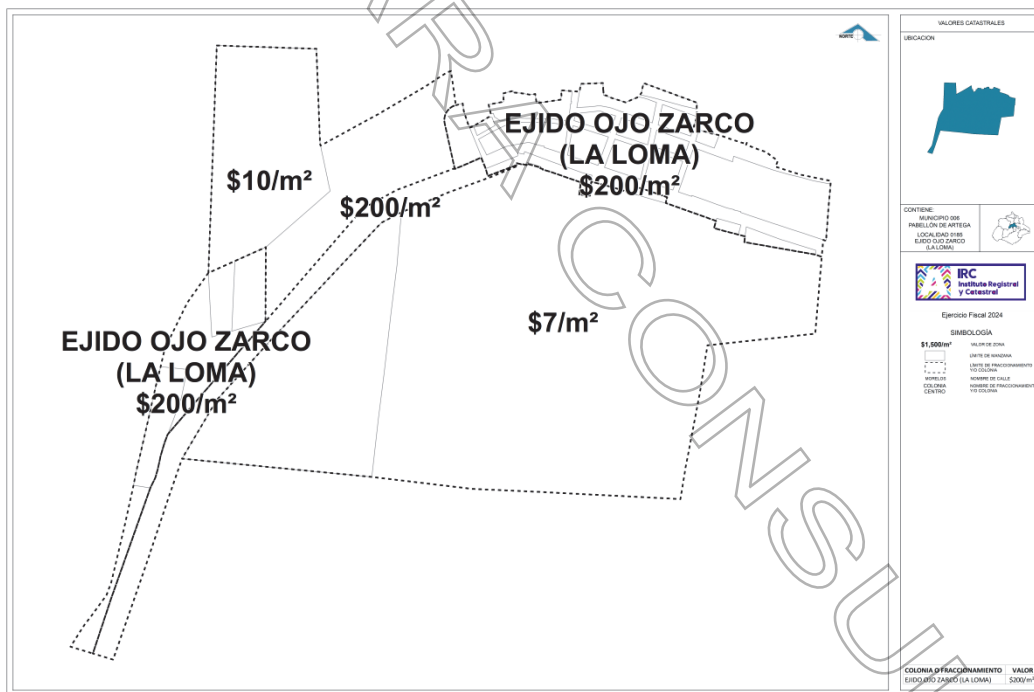 NORTE
EJIDO OJO ZARCO
(LA LOMA)
$200/m²
$10/m²
$200/m²
$7/m²
EJIDO OJO ZARCO
(LA LOMA)
$200/m²
CONSUL
VALORES CATASTRALES
UBICACION
CONTIENE:
MUNICIPIO 006
PABELLÓN DE ARTEGA
LOCALIDAD 0185
EJIDO OJO ZARCO
(LA LOMA)
IRC
Instituto Registral
y Catastral
Ejercicio Fiscal 2024
SIMBOLOGÍA
$1,500/m² VALOR DE ZONA
LÍMITE DE MANZANA
LÍMITE DE FRACCIONAMIENTO
Y/O COLONIA
MORELOS NOMBRE DE CALLE
COLONIA CENTRO NOMBRE DE FRACCIONAMIENTO
Y/O COLONIA
COLONIA O FRACCIONAMIENTO VALOR
EJIDO OJO ZARCO (LA LOMA) $200/m²